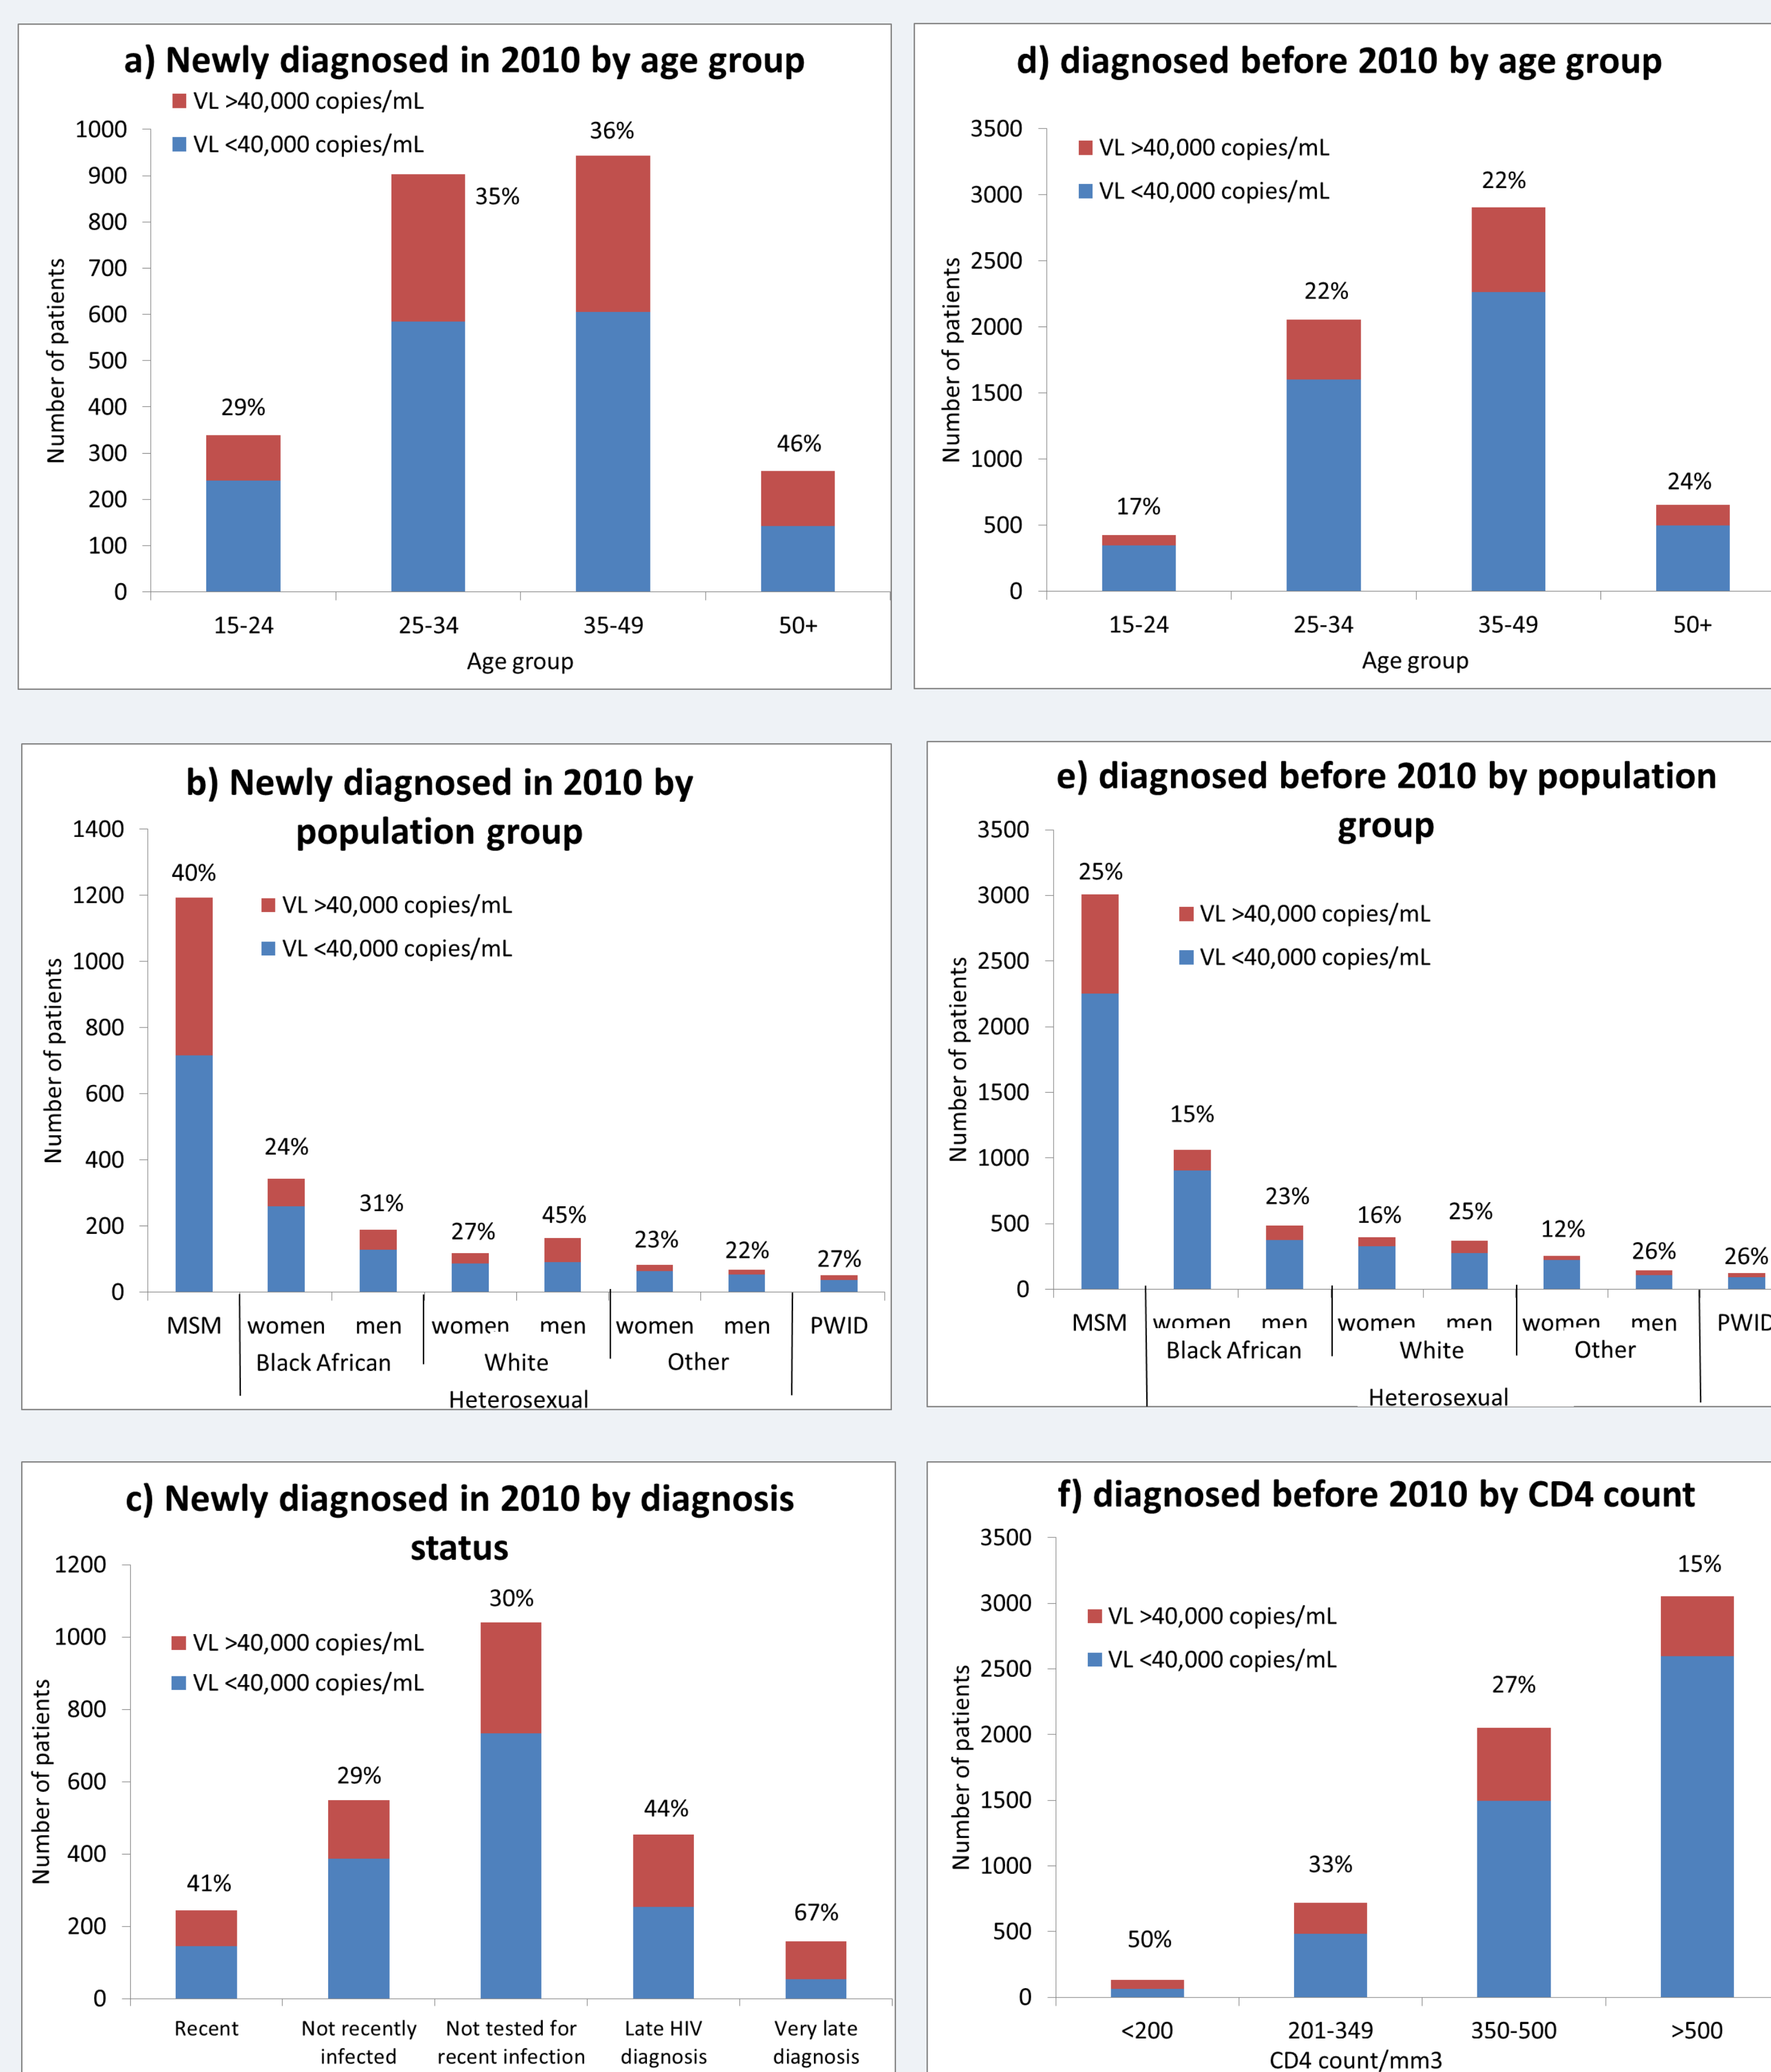 a) Newly diagnosed in 2010 by age group
VL >40,000 copies/mL
VL <40,000 copies/mL
Number of patients
1000
900
800
700
600
500
400
300
200
100
0
29%
35%
36%
46%
15-24 25-34 35-49 50+
Age group
d) diagnosed before 2010 by age group
VL >40,000 copies/mL
VL <40,000 copies/mL
Number of patients
3500
3000
2500
2000
1500
1000
500
0
17%
22%
22%
24%
15-24 25-34 35-49 50+
Age group
b) Newly diagnosed in 2010 by
population group
VL >40,000 copies/mL
VL <40,000 copies/mL
Number of patients
1400
1200
1000
800
600
400
200
0
40%
24%
31%
27%
45%
23%
22%
27%
MSM women men women men women men PWID
Black African White Other
Heterosexual
e) diagnosed before 2010 by population
group
VL >40,000 copies/mL
VL <40,000 copies/mL
Number of patients
3500
3000
2500
2000
1500
1000
500
0
25%
15%
23%
16%
25%
12%
26%
26%
MSM women men women men women men PWID
Black African White Other
Heterosexual
c) Newly diagnosed in 2010 by diagnosis
status
VL >40,000 copies/mL
VL <40,000 copies/mL
Number of patients
1200
1000
800
600
400
200
0
41%
29%
30%
44%
67%
Recent Not recently Not tested for Late HIV Very late
infected recent infection diagnosis diagnosis
f) diagnosed before 2010 by CD4 count
VL >40,000 copies/mL
VL <40,000 copies/mL
Number of patients
3500
3000
2500
2000
1500
1000
500
0
50%
33%
27%
15%
<200 201-349 350-500 >500
CD4 count/mm3